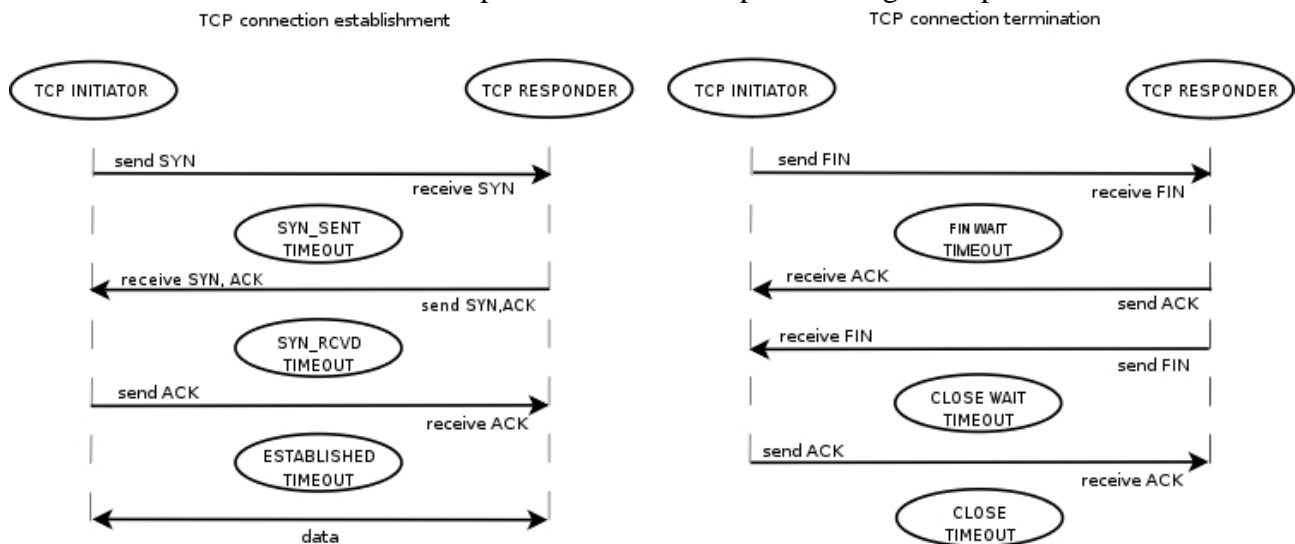 TCP connection establishment
TCP INITIATOR
TCP RESPONDER
send SYN
receive SYN
SYN_SENT
TIMEOUT
receive SYN, ACK
send SYN,ACK
SYN_RCVD
TIMEOUT
send ACK
receive ACK
ESTABLISHED
TIMEOUT
data
TCP connection termination
TCP INITIATOR
TCP RESPONDER
send FIN
receive FIN
FIN WAIT
TIMEOUT
receive ACK
send ACK
receive FIN
send FIN
CLOSE WAIT
TIMEOUT
send ACK
receive ACK
CLOSE
TIMEOUT